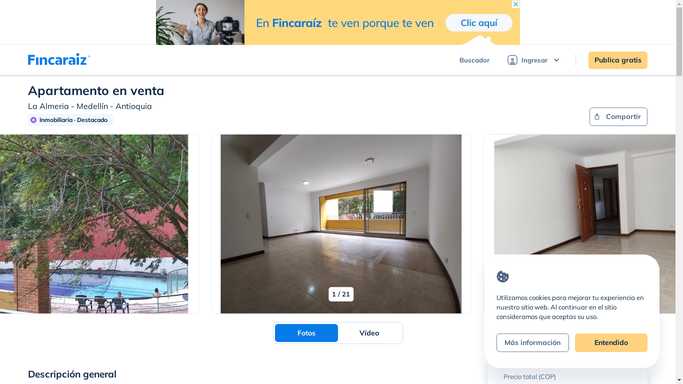 En Fincaraíz te ven porque te ven
Clic aquí
Fincaraíz
Buscador
Ingresar
Publica gratis
Apartamento en venta
La Almeria - Medellín - Antioquia
Inmobiliaria · Destacado
Compartir
1 / 21
Fotos
Vídeo
Utilizamos cookies para mejorar tu experiencia en
nuestro sitio web. Al continuar en el sitio
consideramos que aceptas su uso.
Más información
Entendido
Descripción general
Precio total (COP)